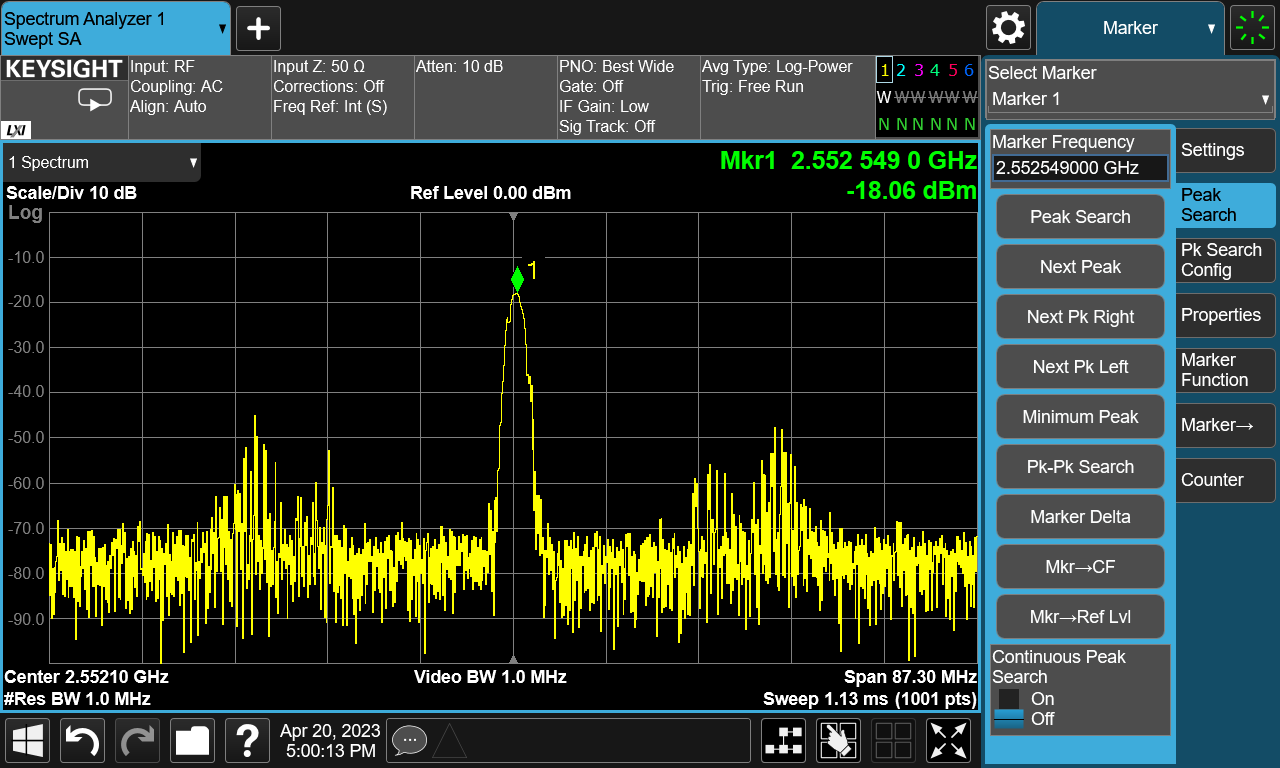 Spectrum Analyzer 1
Swept SA
Marker
KEYSIGHT
LXI
Input: RF
Coupling: AC
Align: Auto
Input Z: 50 Ω
Corrections: Off
Freq Ref: Int (S)
Atten: 10 dB
PNO: Best Wide
Gate: Off
IF Gain: Low
Sig Track: Off
Avg Type: Log-Power
Trig: Free Run
1 2 3 4 5 6
W W W W W W
N N N N N N
1 Spectrum
Mkr1 2.552 549 0 GHz
-18.06 dBm
Scale/Div 10 dB
Ref Level 0.00 dBm
Log
1
-10.0
-20.0
-30.0
-40.0
-50.0
-60.0
-70.0
-80.0
-90.0
Center 2.55210 GHz
Video BW 1.0 MHz
Span 87.30 MHz
#Res BW 1.0 MHz
Sweep 1.13 ms (1001 pts)
Select Marker
Marker 1
Marker Frequency
2.552549000 GHz
Peak Search
Next Peak
Next Pk Right
Next Pk Left
Minimum Peak
Pk-Pk Search
Marker Delta
Mkr→CF
Mkr→Ref Lvl
Continuous Peak
Search
On
Off
Settings
Peak
Search
Pk Search
Config
Properties
Marker
Function
Marker→
Counter
?
Apr 20, 2023
5:00:13 PM